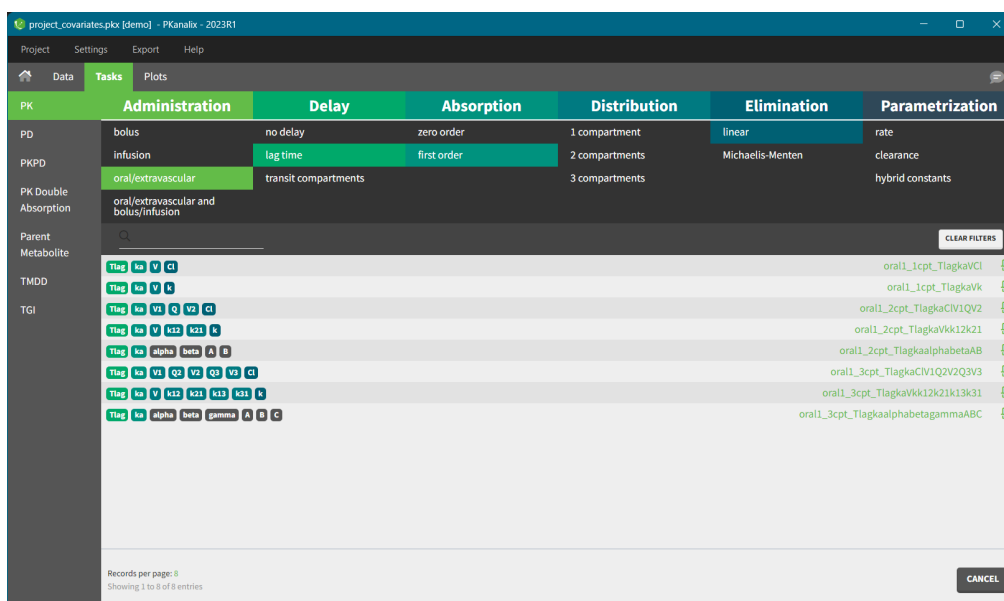 project_covariates.pkx [demo] - PKanalix - 2023R1
Project Settings Export Help
Data Tasks Plots
PK Administration Delay Absorption Distribution Elimination Parametrization
PD bolus no delay zero order 1 compartment linear rate
PKPD infusion lag time first order 2 compartments Michaelis-Menten clearance
oral/extravascular transit compartments 3 compartments hybrid constants
PK Double
Absorption
oral/extravascular and
bolus/infusion
Parent
Metabolite
CLEAR FILTERS
TMDD
TGI
Tlag ka V Cl oral1_1cpt_TlagkaVCl
Tlag ka V k oral1_1cpt_TlagkaVk
Tlag ka V1 Q V2 Cl oral1_2cpt_TlagkaClV1QV2
Tlag ka V k12 k21 k oral1_2cpt_TlagkaVkk12k21
Tlag ka alpha beta A B oral1_2cpt_TlagkaalphabetaAB
Tlag ka V1 Q2 V2 Q3 V3 Cl oral1_3cpt_TlagkaClV1Q2V2Q3V3
Tlag ka V k12 k21 k13 k31 k oral1_3cpt_TlagkaVkk12k21k13k31
Tlag ka alpha beta gamma A B C oral1_3cpt_TlagkaalphabetagammaABC
Records per page: 8
Showing 1 to 8 of 8 entries
CANCEL